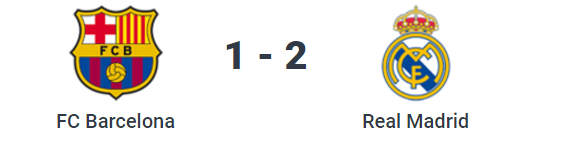 FCB
1 - 2
FC Barcelona
Real Madrid